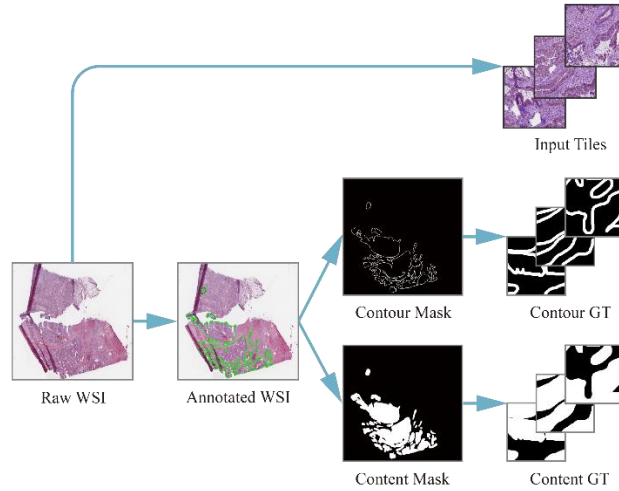 Input Tiles
Contour Mask
Contour GT
Raw WSI
Annotated WSI
Content Mask
Content GT